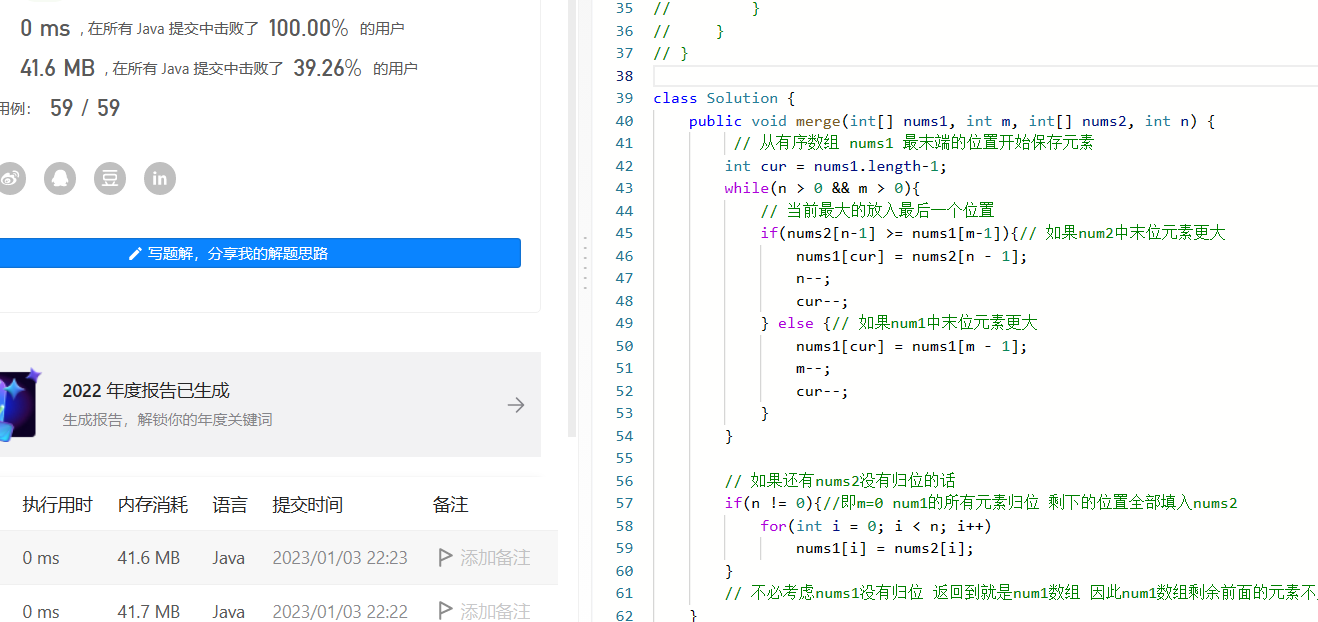 0 ms , 在所有 Java 提交中击败了 100.00% 的用户
41.6 MB , 在所有 Java 提交中击败了 39.26% 的用户
用例: 59 / 59
in
写题解，分享我的解题思路
2022 年度报告已生成
生成报告，解锁你的年度关键词
执行用时 内存消耗 语言 提交时间 备注
0 ms 41.6 MB Java 2023/01/03 22:23 添加备注
0 ms 41.7 MB Java 2023/01/03 22:22 添加备注
35 // }
36 // }
37 // }
38
39 class Solution {
40 public void merge(int[] nums1, int m, int[] nums2, int n) {
41 // 从有序数组 nums1 最末端的位置开始保存元素
42 int cur = nums1.length-1;
43 while(n > 0 && m > 0){
44 // 当前最大的放入最后一个位置
45 if(nums2[n-1] >= nums1[m-1]){// 如果num2中末位元素更大
46 nums1[cur] = nums2[n - 1];
47 n--;
48 cur--;
49 } else {// 如果num1中末位元素更大
50 nums1[cur] = nums1[m - 1];
51 m--;
52 cur--;
53 }
54 }
55
56 // 如果还有nums2没有归位的话
57 if(n != 0){//即m=0 num1的所有元素归位 剩下的位置全部填入nums2
58 for(int i = 0; i < n; i++)
59 nums1[i] = nums2[i];
60 }
61 // 不必考虑nums1没有归位 返回到就是num1数组 因此num1数组剩余前面的元素不
62 }